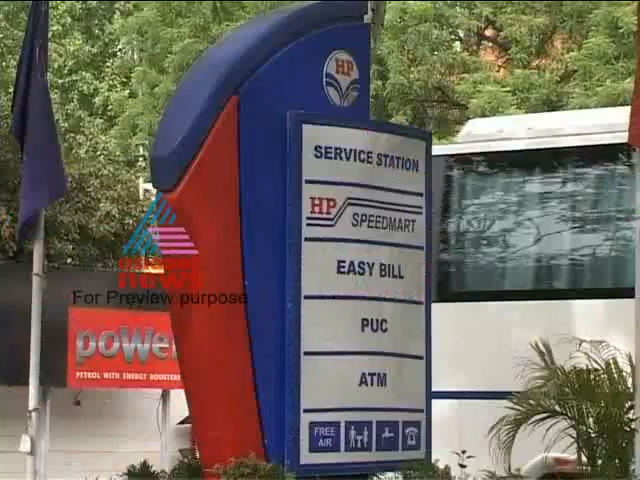 HP
SERVICE STATION
HP SPEEDMART
EASY BILL
PUC
ATM
FREE AIR
news
For Preview purpose
poWer
PETROL WITH ENERGY BOOSTERS